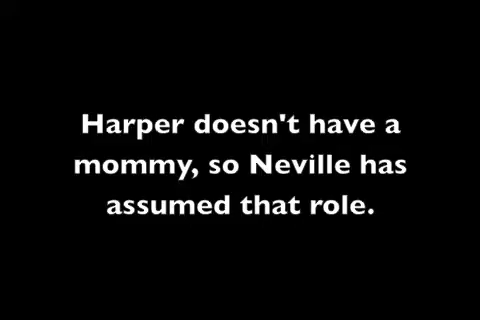 Harper doesn't have a
mommy, so Neville has
assumed that role.